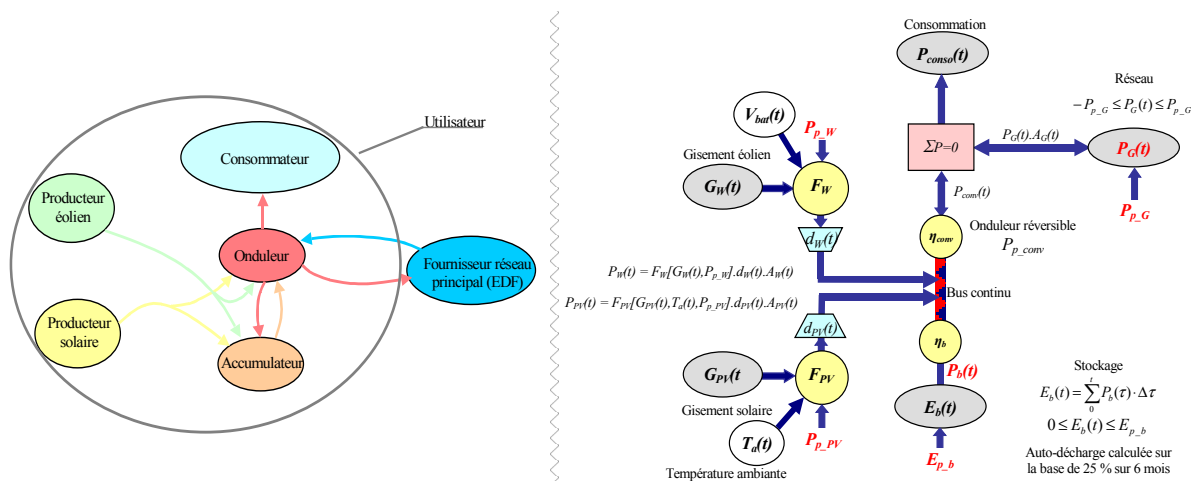 Utilisateur
Consommateur
Producteur
éolien
Onduleur
Fournisseur réseau
principal (EDF)
Producteur
solaire
Accumulateur
Consommation
P_conso(t)
Réseau
−P_p_G ≤ P_G(t) ≤ P_p_G
V_bat(t)
P_p_W
Gisement éolien
G_W(t)
F_W
ΣP=0
P_G(t).A_G(t)
P_G(t)
P_conv(t)
P_p_G
d_W(t)
η_conv
Onduleur réversible
P_p_conv
P_W(t) = F_W[G_W(t),P_p_W].d_W(t).A_W(t)
Bus continu
P_PV(t) = F_PV[G_PV(t),T_a(t),P_p_PV].d_PV(t).A_PV(t)
d_PV(t)
η_b
P_b(t)
G_PV(t
F_PV
Gisement solaire
E_b(t)
Stockage
E_b(t) = ∑_0^t P_b(τ)·Δτ
0 ≤ E_b(t) ≤ E_p_b
T_a(t)
P_p_PV
E_p_b
Température ambiante
Auto-décharge calculée sur
la base de 25 % sur 6 mois